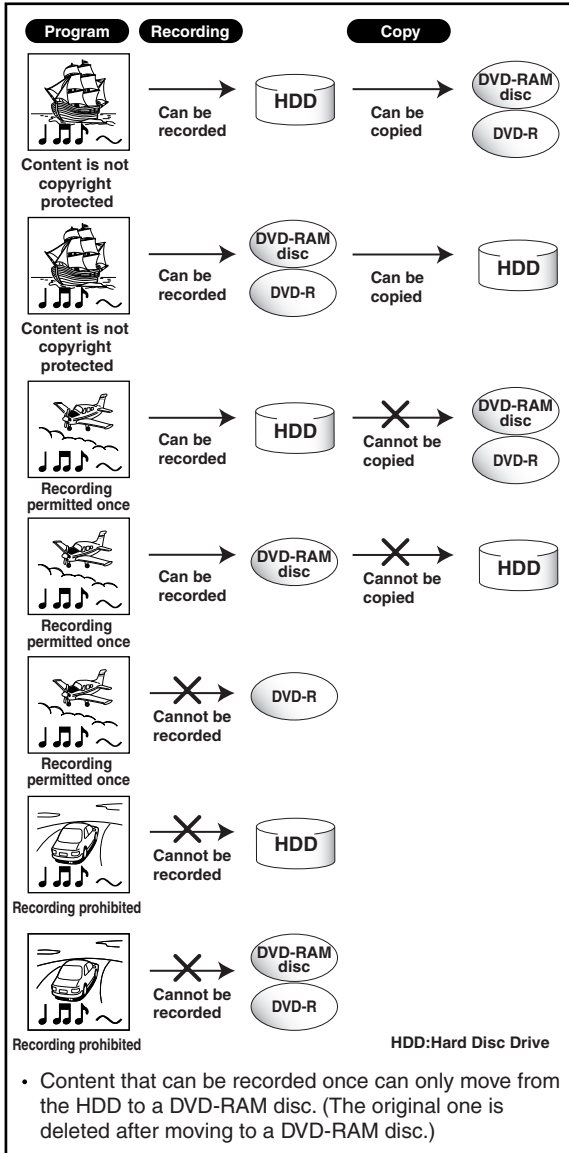 Program Recording Copy
HDD
DVD-RAM
disc
DVD-R
Can be
recorded
Can be
copied
Content is not
copyright
protected
DVD-RAM
disc
DVD-R
HDD
Can be
recorded
Can be
copied
Content is not
copyright
protected
HDD
DVD-RAM
disc
DVD-R
Can be
recorded
Cannot be
copied
Recording
permitted once
DVD-RAM
disc
HDD
Can be
recorded
Cannot be
copied
Recording
permitted once
DVD-R
Cannot be
recorded
Recording
permitted once
HDD
Cannot be
recorded
Recording prohibited
DVD-RAM
disc
DVD-R
Cannot be
recorded
Recording prohibited
HDD:Hard Disc Drive
• Content that can be recorded once can only move from
the HDD to a DVD-RAM disc. (The original one is
deleted after moving to a DVD-RAM disc.)